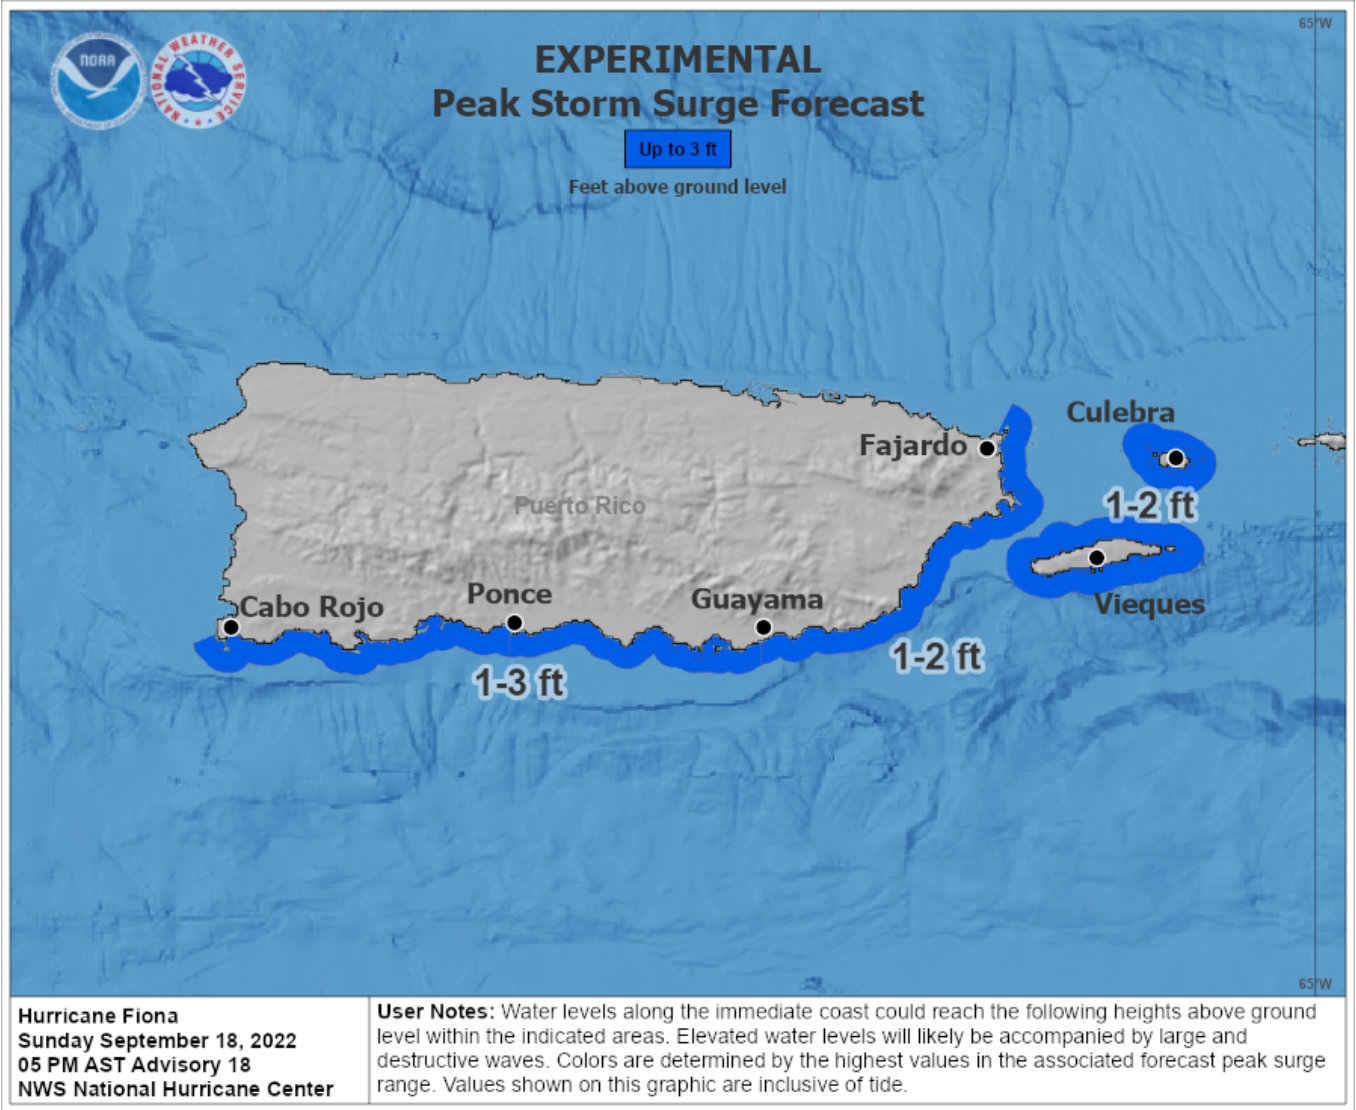 65°W
NOAA
NATIONAL WEATHER SERVICE
EXPERIMENTAL
Peak Storm Surge Forecast
Up to 3 ft
Feet above ground level
Culebra
Fajardo
1-2 ft
Puerto Rico
Ponce
Guayama
Cabo Rojo
Vieques
1-2 ft
1-3 ft
65°W
Hurricane Fiona
Sunday September 18, 2022
05 PM AST Advisory 18
NWS National Hurricane Center
User Notes: Water levels along the immediate coast could reach the following heights above ground
level within the indicated areas. Elevated water levels will likely be accompanied by large and
destructive waves. Colors are determined by the highest values in the associated forecast peak surge
range. Values shown on this graphic are inclusive of tide.